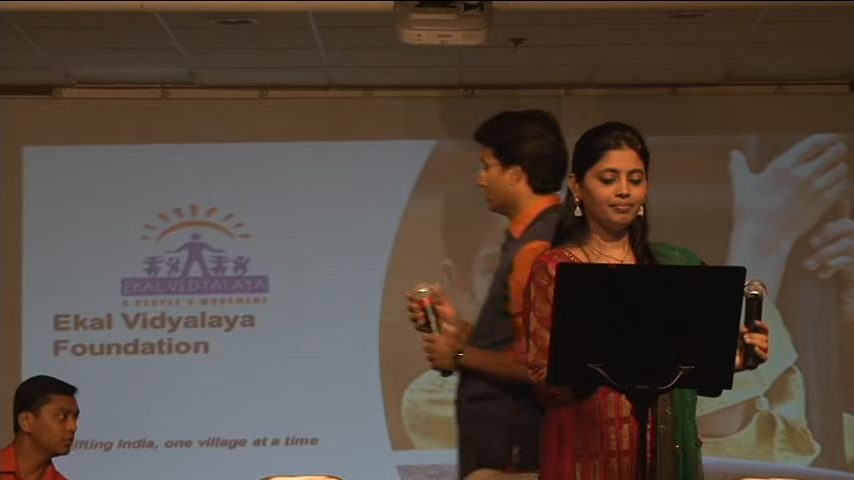 EKAL VIDYALAYA
A PEOPLE'S MOVEMENT
Ekal Vidyalaya
Foundation
ifting India, one village at a time